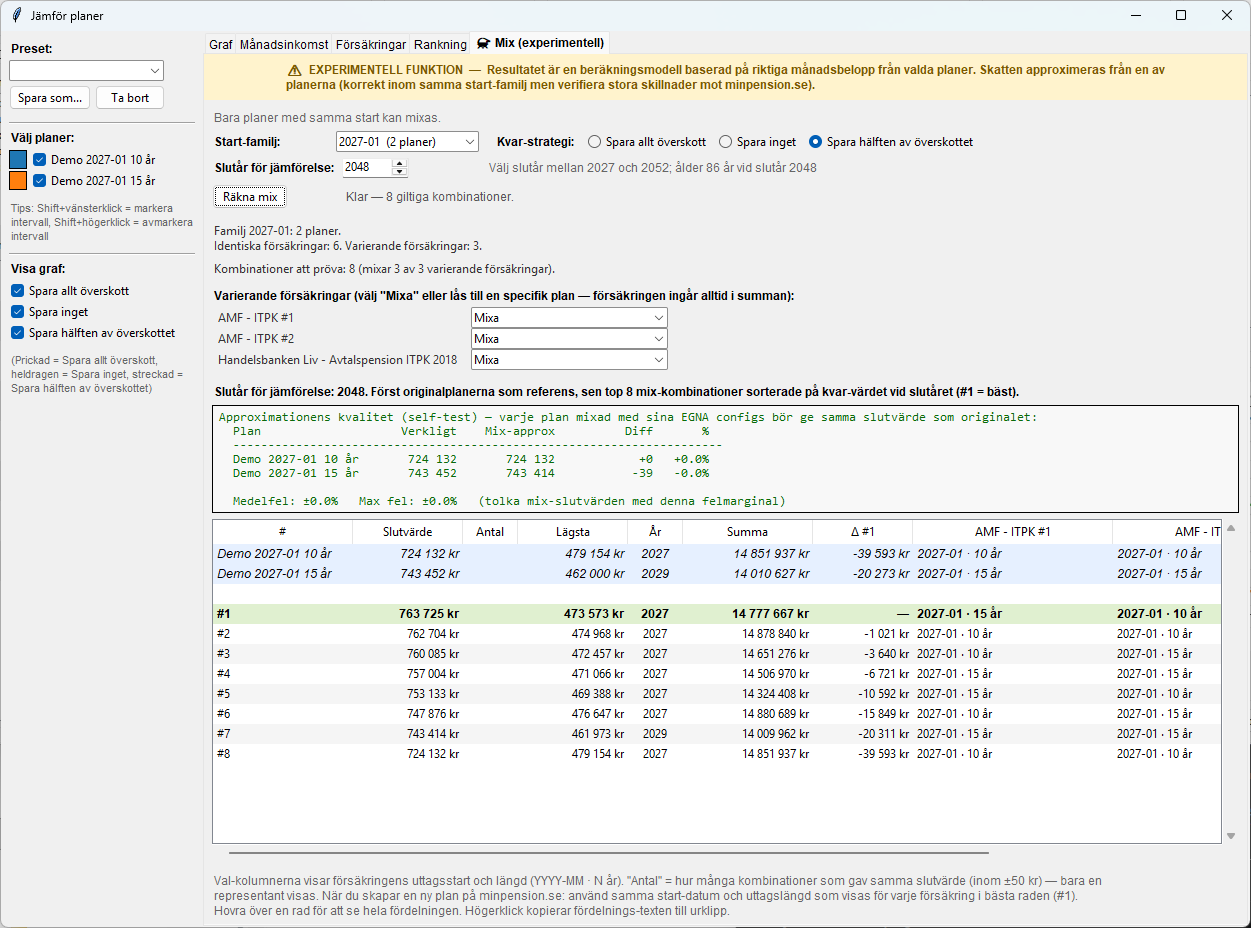 Jämför planer
Preset:
Spara som...
Ta bort
Välj planer:
Demo 2027-01 10 år
Demo 2027-01 15 år
Tips: Shift+vänsterklick = markera
intervall, Shift+högerklick = avmarkera
intervall
Visa graf:
Spara allt överskott
Spara inget
Spara hälften av överskottet
(Prickad = Spara allt överskott,
heldragen = Spara inget, streckad =
Spara hälften av överskottet)
Graf Månadsinkomst Försäkringar Rankning Mix (experimentell)
⚠ EXPERIMENTELL FUNKTION — Resultatet är en beräkningsmodell baserad på riktiga månadsbelopp från valda planer. Skatten approximeras från en av
planerna (korrekt inom samma start-familj men verifiera stora skillnader mot minpension.se).
Bara planer med samma start kan mixas.
Start-familj: 2027-01 (2 planer) Kvar-strategi: Spara allt överskott Spara inget Spara hälften av överskottet
Slutår för jämförelse: 2048 Välj slutår mellan 2027 och 2052; ålder 86 år vid slutår 2048
Räkna mix Klar — 8 giltiga kombinationer.
Familj 2027-01: 2 planer.
Identiska försäkringar: 6. Varierande försäkringar: 3.
Kombinationer att pröva: 8 (mixar 3 av 3 varierande försäkringar).
Varierande försäkringar (välj "Mixa" eller lås till en specifik plan — försäkringen ingår alltid i summan):
AMF - ITPK #1 Mixa
AMF - ITPK #2 Mixa
Handelsbanken Liv - Avtalspension ITPK 2018 Mixa
Slutår för jämförelse: 2048. Först originalplanerna som referens, sen top 8 mix-kombinationer sorterade på kvar-värdet vid slutåret (#1 = bäst).
Approximationens kvalitet (self-test) — varje plan mixad med sina EGNA configs bör ge samma slutvärde som originalet:
Plan Verkligt Mix-approx Diff %
----------------------------------------------------------------------
Demo 2027-01 10 år 724 132 724 132 +0 +0.0%
Demo 2027-01 15 år 743 452 743 414 -39 -0.0%
Medelfel: ±0.0% Max fel: ±0.0% (tolka mix-slutvärden med denna felmarginal)
# Slutvärde Antal Lägsta År Summa Δ #1 AMF - ITPK #1 AMF - IT
Demo 2027-01 10 år 724 132 kr 479 154 kr 2027 14 851 937 kr -39 593 kr 2027-01 · 10 år 2027-01 · 10 år
Demo 2027-01 15 år 743 452 kr 462 000 kr 2029 14 010 627 kr -20 273 kr 2027-01 · 15 år 2027-01 · 15 år
#1 763 725 kr 473 573 kr 2027 14 777 667 kr — 2027-01 · 15 år 2027-01 · 10 år
#2 762 704 kr 474 968 kr 2027 14 878 840 kr -1 021 kr 2027-01 · 10 år 2027-01 · 10 år
#3 760 085 kr 472 457 kr 2027 14 651 276 kr -3 640 kr 2027-01 · 10 år 2027-01 · 15 år
#4 757 004 kr 471 066 kr 2027 14 506 970 kr -6 721 kr 2027-01 · 15 år 2027-01 · 15 år
#5 753 133 kr 469 388 kr 2027 14 324 408 kr -10 592 kr 2027-01 · 15 år 2027-01 · 10 år
#6 747 876 kr 476 647 kr 2027 14 880 689 kr -15 849 kr 2027-01 · 10 år 2027-01 · 15 år
#7 743 414 kr 461 973 kr 2029 14 009 962 kr -20 311 kr 2027-01 · 15 år 2027-01 · 15 år
#8 724 132 kr 479 154 kr 2027 14 851 937 kr -39 593 kr 2027-01 · 10 år 2027-01 · 10 år
Val-kolumnerna visar försäkringens uttagsstart och längd (YYYY-MM · N år). "Antal" = hur många kombinationer som gav samma slutvärde (inom ±50 kr) — bara en
representant visas. När du skapar en ny plan på minpension.se: använd samma start-datum och uttagslängd som visas för varje försäkring i bästa raden (#1).
Hovra över en rad för att se hela fördelningen. Högerklick kopierar fördelnings-texten till urklipp.